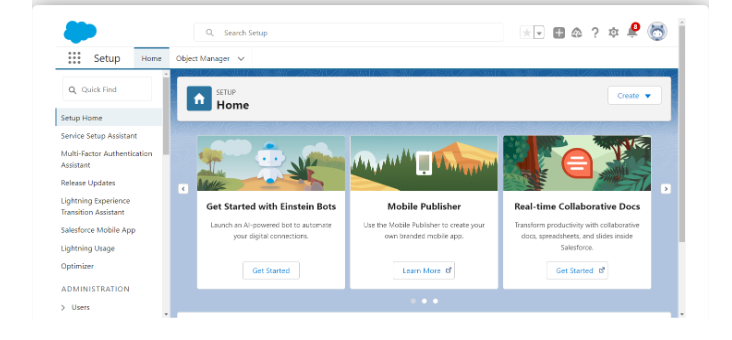 Search Setup
8
Setup
Home
Object Manager
Quick Find
Setup Home
Service Setup Assistant
Multi-Factor Authentication
Assistant
Release Updates
Lightning Experience
Transition Assistant
Salesforce Mobile App
Lightning Usage
Optimizer
ADMINISTRATION
Users
SETUP
Home
Create
Get Started with Einstein Bots
Launch an AI-powered bot to automate
your digital connections.
Get Started
Mobile Publisher
Use the Mobile Publisher to create your
own branded mobile app.
Learn More
Real-time Collaborative Docs
Transform productivity with collaborative
docs, spreadsheets, and slides inside
Salesforce.
Get Started